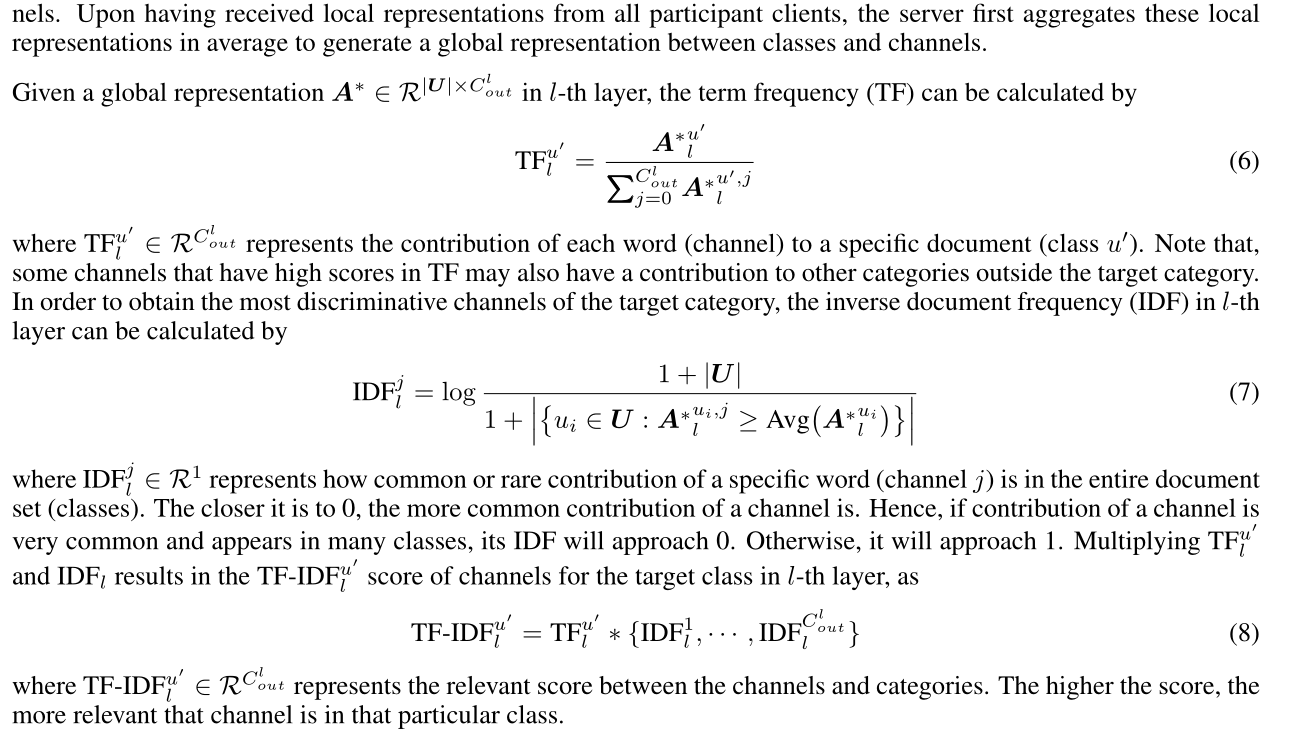 nels. Upon having received local representations from all participant clients, the server first aggregates these local
representations in average to generate a global representation between classes and channels.
Given a global representation $\boldsymbol{A}^* \in \mathcal{R}^{|\boldsymbol{U}| \times C^l_{out}}$ in $l$-th layer, the term frequency (TF) can be calculated by
$$\text{TF}^{u'}_l = \frac{\boldsymbol{A^*}^{u'}_l}{\sum_{j=0}^{C^l_{out}} \boldsymbol{A^*}^{u',j}_l}$$ (6)
where $\text{TF}^{u'}_l \in \mathcal{R}^{C^l_{out}}$ represents the contribution of each word (channel) to a specific document (class $u'$). Note that,
some channels that have high scores in TF may also have a contribution to other categories outside the target category.
In order to obtain the most discriminative channels of the target category, the inverse document frequency (IDF) in $l$-th
layer can be calculated by
$$\text{IDF}^j_l = \log \frac{1 + |\boldsymbol{U}|}{1 + \left|\left\{u_i \in \boldsymbol{U} : \boldsymbol{A^*}^{u_i,j}_l \geq \text{Avg}\left(\boldsymbol{A^*}^{u_i}_l\right)\right\}\right|}$$ (7)
where $\text{IDF}^j_l \in \mathcal{R}^1$ represents how common or rare contribution of a specific word (channel $j$) is in the entire document
set (classes). The closer it is to 0, the more common contribution of a channel is. Hence, if contribution of a channel is
very common and appears in many classes, its IDF will approach 0. Otherwise, it will approach 1. Multiplying $\text{TF}^{u'}_l$
and $\text{IDF}_l$ results in the $\text{TF-IDF}^{u'}_l$ score of channels for the target class in $l$-th layer, as
$$\text{TF-IDF}^{u'}_l = \text{TF}^{u'}_l * \{\text{IDF}^1_l, \cdots, \text{IDF}^{C^l_{out}}_l\}$$ (8)
where $\text{TF-IDF}^{u'}_l \in \mathcal{R}^{C^l_{out}}$ represents the relevant score between the channels and categories. The higher the score, the
more relevant that channel is in that particular class.